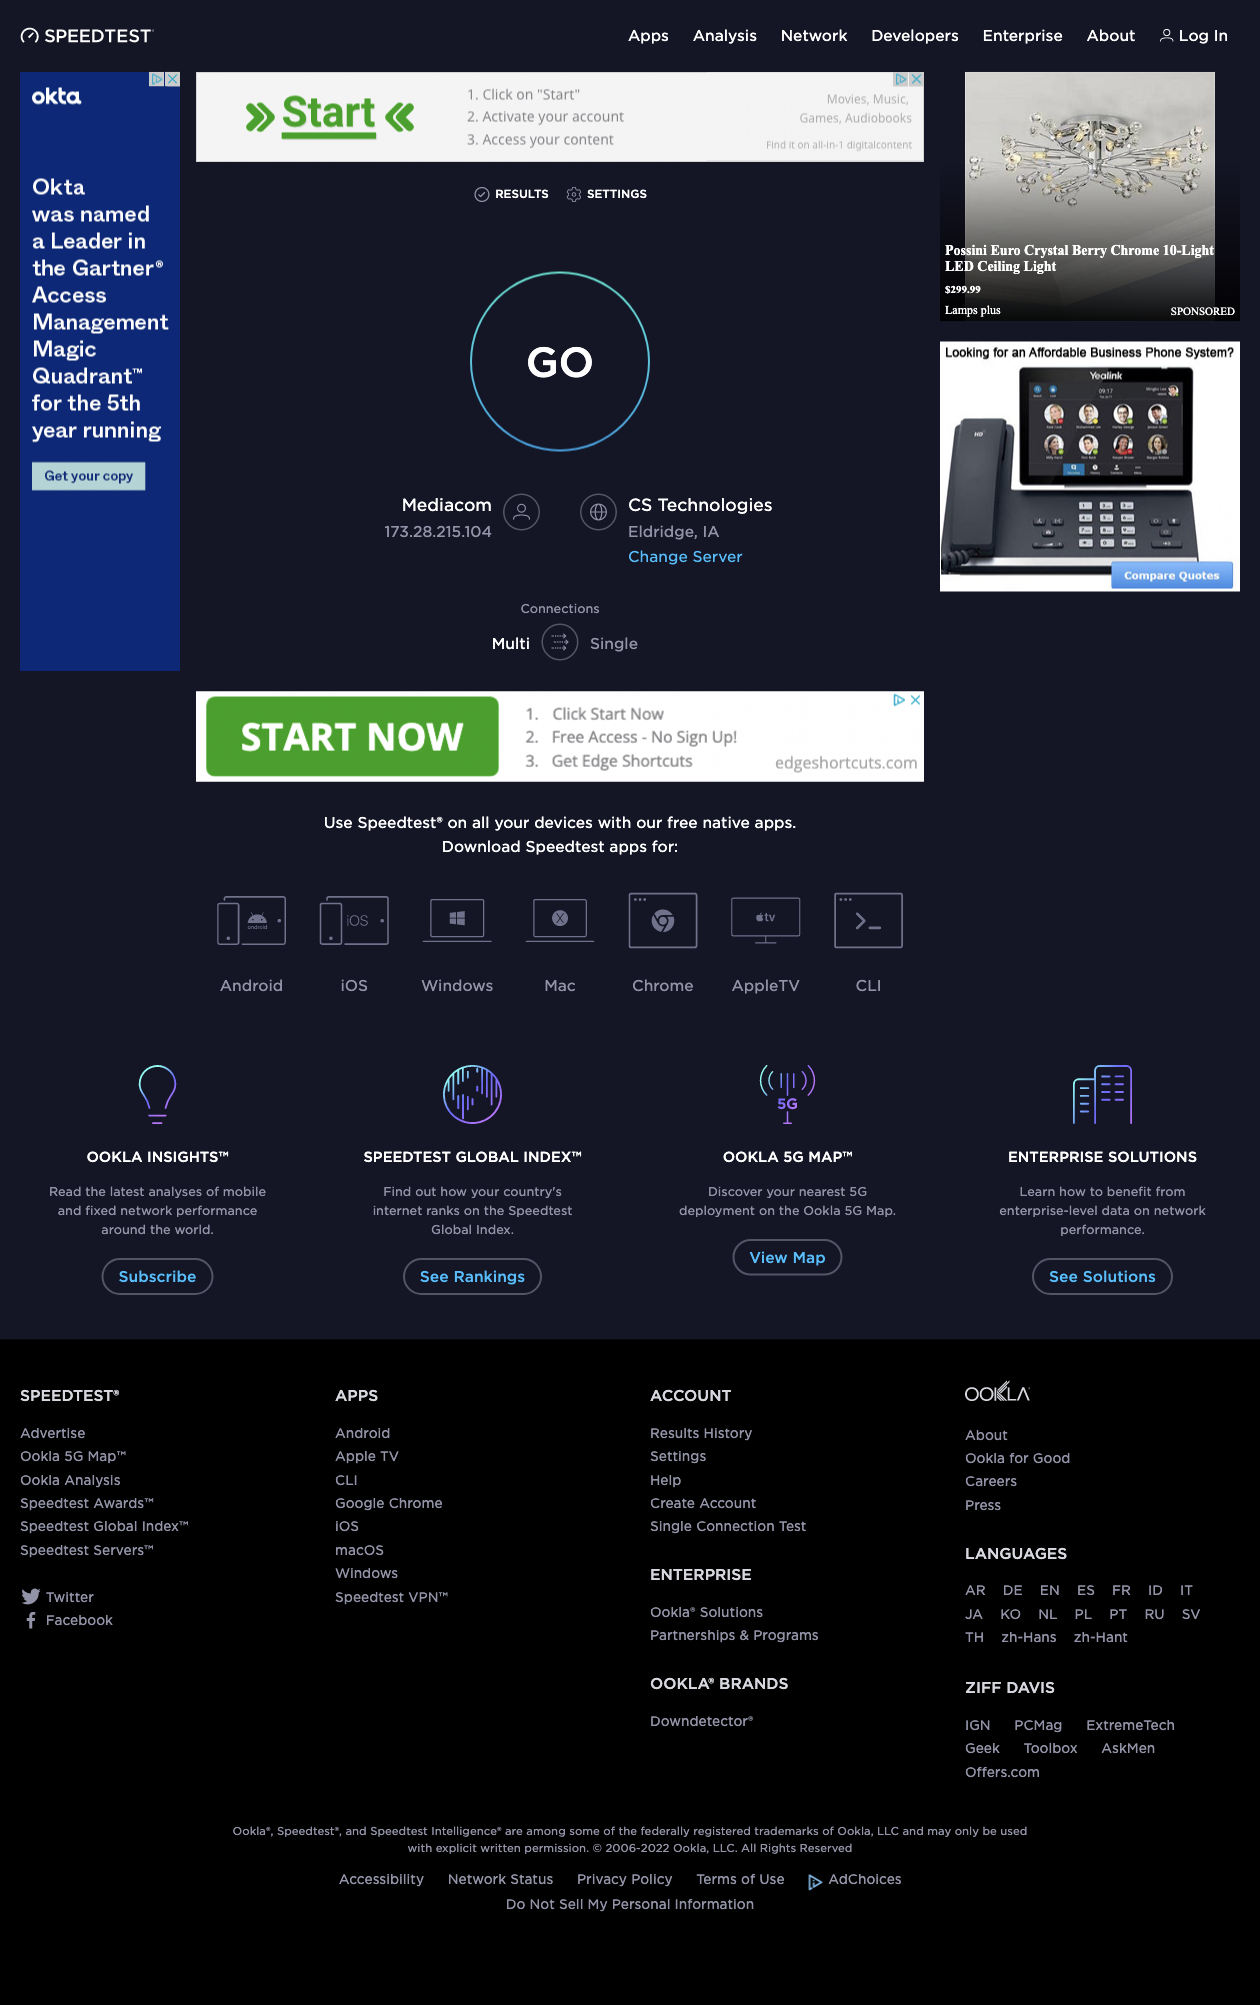 SPEEDTEST
Apps Analysis Network Developers Enterprise About Log In
okta
Okta
was named
a Leader in
the Gartner®
Access
Management
Magic
Quadrant™
for the 5th
year running
Get your copy
Start
1. Click on "Start"
2. Activate your account
3. Access your content
Movies, Music,
Games, Audiobooks
Find it on all-in-1 digitalcontent
RESULTS SETTINGS
Possini Euro Crystal Berry Chrome 10-Light
LED Ceiling Light
$299.99
Lamps plus SPONSORED
GO
Looking for an Affordable Business Phone System?
Yealink
09:17
HD
Compare Quotes
Mediacom
173.28.215.104
CS Technologies
Eldridge, IA
Change Server
Connections
Multi Single
START NOW
1. Click Start Now
2. Free Access - No Sign Up!
3. Get Edge Shortcuts
edgeshortcuts.com
Use Speedtest® on all your devices with our free native apps.
Download Speedtest apps for:
android iOS X tv
Android iOS Windows Mac Chrome AppleTV CLI
5G
OOKLA INSIGHTS™
Read the latest analyses of mobile
and fixed network performance
around the world.
Subscribe
SPEEDTEST GLOBAL INDEX™
Find out how your country's
internet ranks on the Speedtest
Global Index.
See Rankings
OOKLA 5G MAP™
Discover your nearest 5G
deployment on the Ookla 5G Map.
View Map
ENTERPRISE SOLUTIONS
Learn how to benefit from
enterprise-level data on network
performance.
See Solutions
SPEEDTEST®
Advertise
Ookla 5G Map™
Ookla Analysis
Speedtest Awards™
Speedtest Global Index™
Speedtest Servers™
Twitter
Facebook
APPS
Android
Apple TV
CLI
Google Chrome
iOS
macOS
Windows
Speedtest VPN™
ACCOUNT
Results History
Settings
Help
Create Account
Single Connection Test
ENTERPRISE
Ookla® Solutions
Partnerships & Programs
OOKLA® BRANDS
Downdetector®
OOKLA
About
Ookla for Good
Careers
Press
LANGUAGES
AR DE EN ES FR ID IT
JA KO NL PL PT RU SV
TH zh-Hans zh-Hant
ZIFF DAVIS
IGN PCMag ExtremeTech
Geek Toolbox AskMen
Offers.com
Ookla®, Speedtest®, and Speedtest Intelligence® are among some of the federally registered trademarks of Ookla, LLC and may only be used
with explicit written permission. © 2006-2022 Ookla, LLC. All Rights Reserved
Accessibility Network Status Privacy Policy Terms of Use AdChoices
Do Not Sell My Personal Information